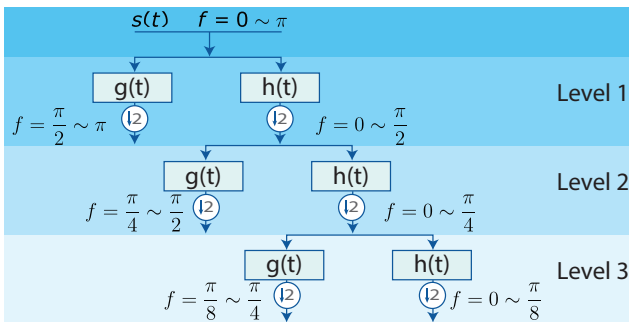 s(t) f = 0 ∼ π
g(t) h(t) Level 1
↓2 ↓2
f = π/2 ∼ π f = 0 ∼ π/2
g(t) h(t) Level 2
↓2 ↓2
f = π/4 ∼ π/2 f = 0 ∼ π/4
g(t) h(t) Level 3
↓2 ↓2
f = π/8 ∼ π/4 f = 0 ∼ π/8